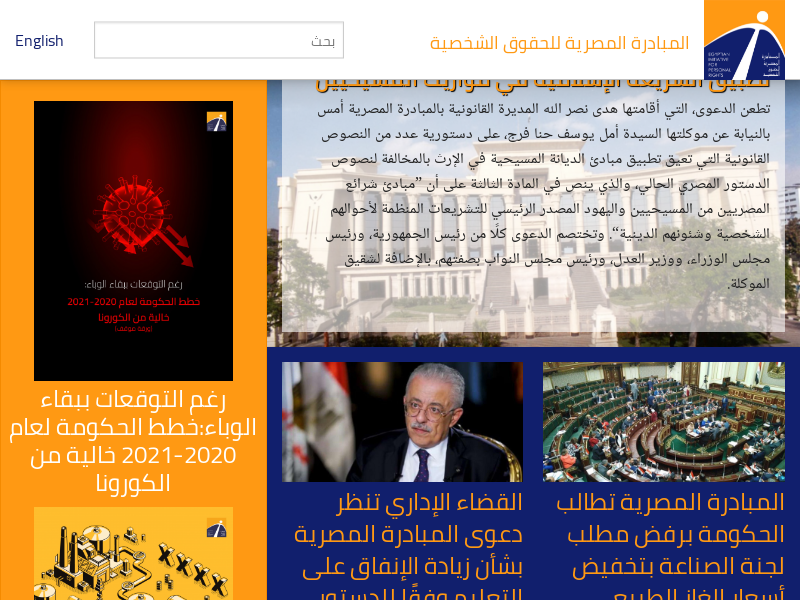 EGYPTIAN
INITIATIVE
FOR
PERSONAL
RIGHTS
المبادرة المصرية للحقوق الشخصية
بحث
English
تطبيق الشريعة الإسلامية في مواريث المسيحيين
تطعن الدعوى، التي أقامتها هدى نصر الله المديرة القانونية بالمبادرة المصرية أمس
بالنيابة عن موكلتها السيدة أمل يوسف حنا فرج، على دستورية عدد من النصوص
القانونية التي تعيق تطبيق مبادئ الديانة المسيحية في الإرث بالمخالفة لنصوص
الدستور المصري الحالي، والذي ينص في المادة الثالثة على أن "مبادئ شرائع
المصريين من المسيحيين واليهود المصدر الرئيسي للتشريعات المنظمة لأحوالهم
الشخصية وشئونهم الدينية". وتختصم الدعوى كلًا من رئيس الجمهورية، ورئيس
مجلس الوزراء، ووزير العدل، ورئيس مجلس النواب بصفتهم، بالإضافة لشقيق
الموكلة.
المبادرة المصرية تطالب
الحكومة برفض مطلب
لجنة الصناعة بتخفيض
أسعار الغاز الطبيعي
القضاء الإداري تنظر
دعوى المبادرة المصرية
بشأن زيادة الإنفاق على
التعليم وفقًا للدستور
رغم التوقعات ببقاء الوباء:
خطط الحكومة لعام 2020-2021
خالية من الكورونا
رغم التوقعات ببقاء
الوباء:خطط الحكومة لعام
2020-2021 خالية من
الكورونا